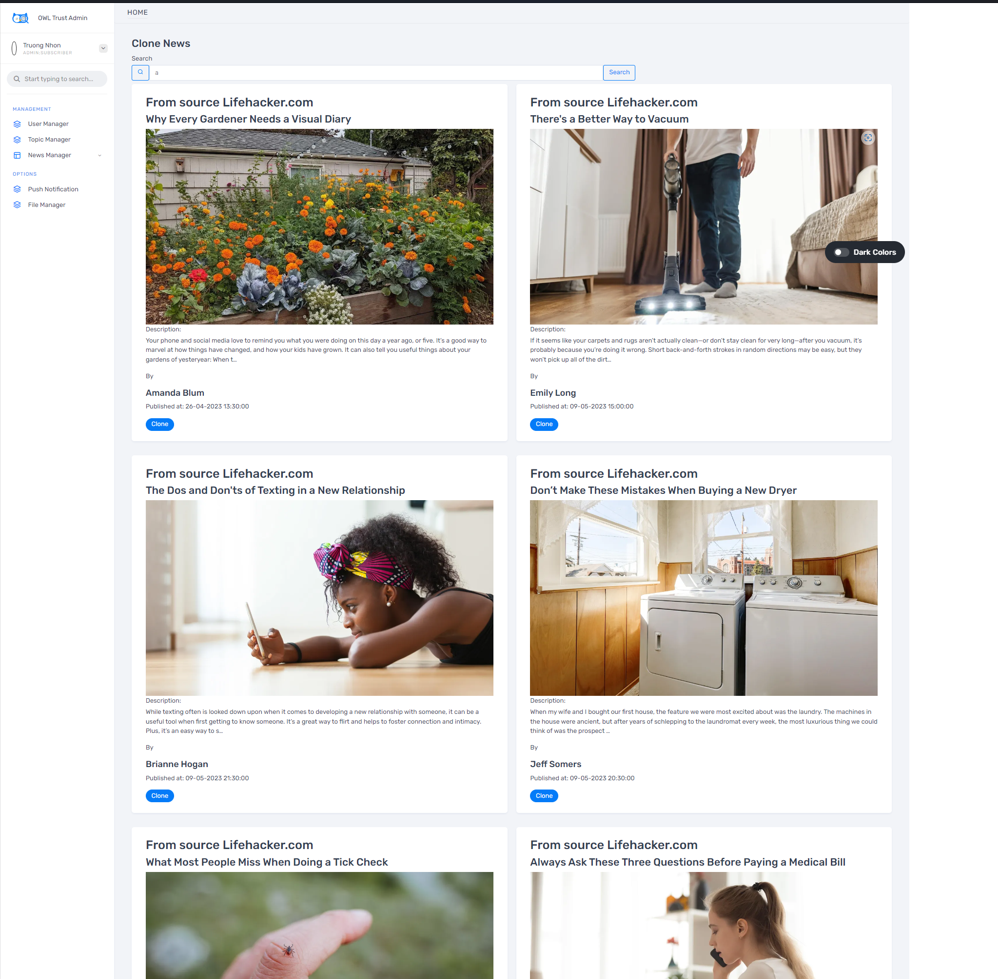 OWL Trust Admin
HOME
Truong Nhon
ADMIN SUBSCRIBER
Start typing to search...
MANAGEMENT
User Manager
Topic Manager
News Manager
OPTIONS
Push Notification
File Manager
Clone News
Search
a
Search
From source Lifehacker.com
Why Every Gardener Needs a Visual Diary
Description:
Your phone and social media love to remind you what you were doing on this day a year ago, or five. It's a good way to
marvel at how things have changed, and how your kids have grown. It can also tell you useful things about your
gardens of yesteryear. When t...
By
Amanda Blum
Published at: 26-04-2023 13:30:00
Clone
From source Lifehacker.com
There's a Better Way to Vacuum
Dark Colors
Description:
If it seems like your carpets and rugs aren't actually clean—or don't stay clean for very long—after you vacuum, it's
probably because you're doing it wrong. Short back-and-forth strokes in random directions may be easy, but they
won't pick up all of the dirt...
By
Emily Long
Published at: 09-05-2023 15:00:00
Clone
From source Lifehacker.com
The Dos and Don'ts of Texting in a New Relationship
Description:
While texting often is looked down upon when it comes to developing a new relationship with someone, it can be a
useful tool when first getting to know someone. It's a great way to flirt and helps to foster connection and intimacy.
Plus, it's an easy way to s...
By
Brianne Hogan
Published at: 09-05-2023 21:30:00
Clone
From source Lifehacker.com
Don't Make These Mistakes When Buying a New Dryer
Description:
When my wife and I bought our first house, the feature we were most excited about was the laundry. The machines in
the house were ancient, but after years of schlepping to the laundromat every week, the most luxurious thing we could
think of was the prospect ...
By
Jeff Somers
Published at: 09-05-2023 20:30:00
Clone
From source Lifehacker.com
What Most People Miss When Doing a Tick Check
From source Lifehacker.com
Always Ask These Three Questions Before Paying a Medical Bill